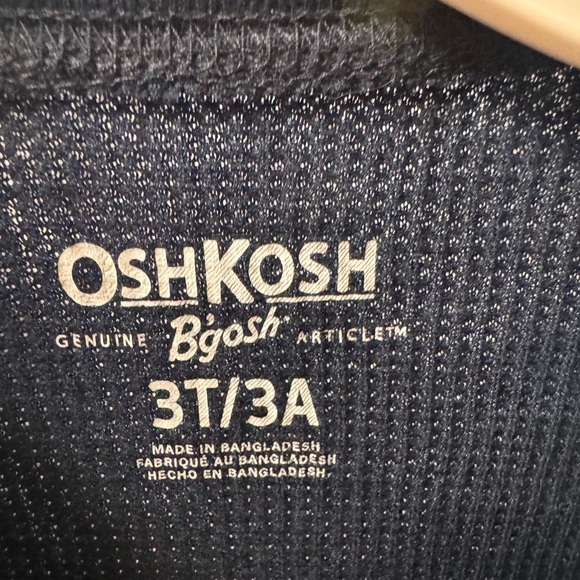 OSHKOSH
GENUINE B'gosh ARTICLE™
3T/3A
MADE IN BANGLADESH
FABRIQUÉ AU BANGLADESH
HECHO EN BANGLADESH